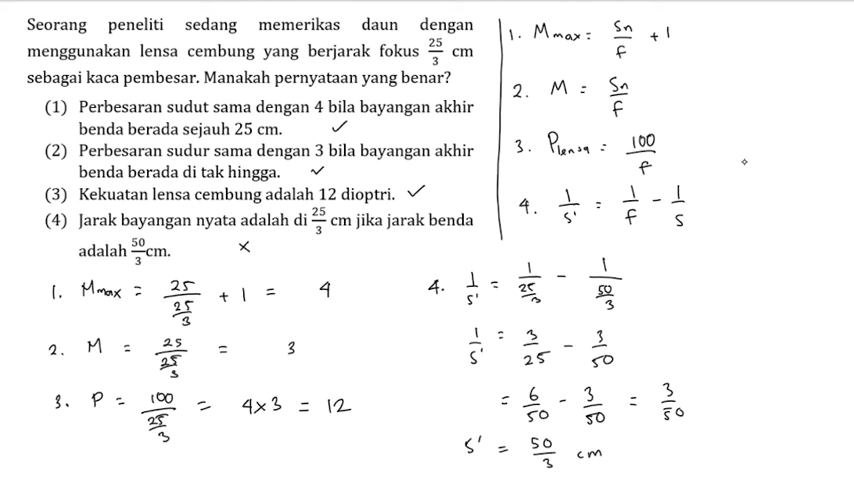 Seorang peneliti sedang memerikas daun dengan
menggunakan lensa cembung yang berjarak fokus 25/3 cm
sebagai kaca pembesar. Manakah pernyataan yang benar?
(1) Perbesaran sudut sama dengan 4 bila bayangan akhir
benda berada sejauh 25 cm. ✓
(2) Perbesaran sudur sama dengan 3 bila bayangan akhir
benda berada di tak hingga. ✓
(3) Kekuatan lensa cembung adalah 12 dioptri. ✓
(4) Jarak bayangan nyata adalah di 25/3 cm jika jarak benda
adalah 50/3cm. ×
1. Mmax = Sn/f + 1
2. M = Sn/f
3. Plensa = 100/f
4. 1/s' = 1/f - 1/s
1. Mmax = 25/(25/3) + 1 = 4
2. M = 25/(25/3) = 3
3. P = 100/(25/3) = 4x3 = 12
4. 1/s' = 1/(25/3) - 1/(50/3)
1/s' = 3/25 - 3/50
= 6/50 - 3/50 = 3/50
s' = 50/3 cm